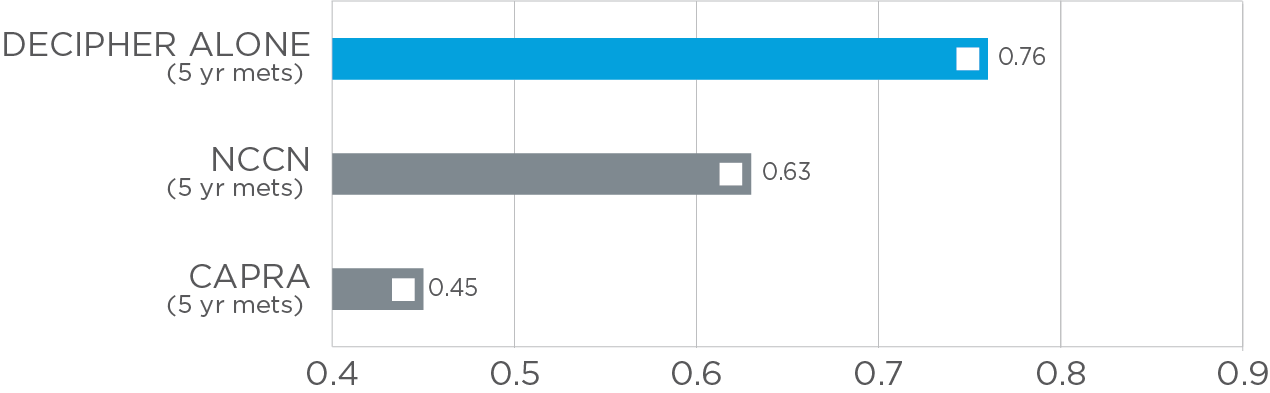 DECIPHER ALONE
(5 yr mets)
0.76
NCCN
(5 yr mets)
0.63
CAPRA
(5 yr mets)
0.45
0.4 0.5 0.6 0.7 0.8 0.9